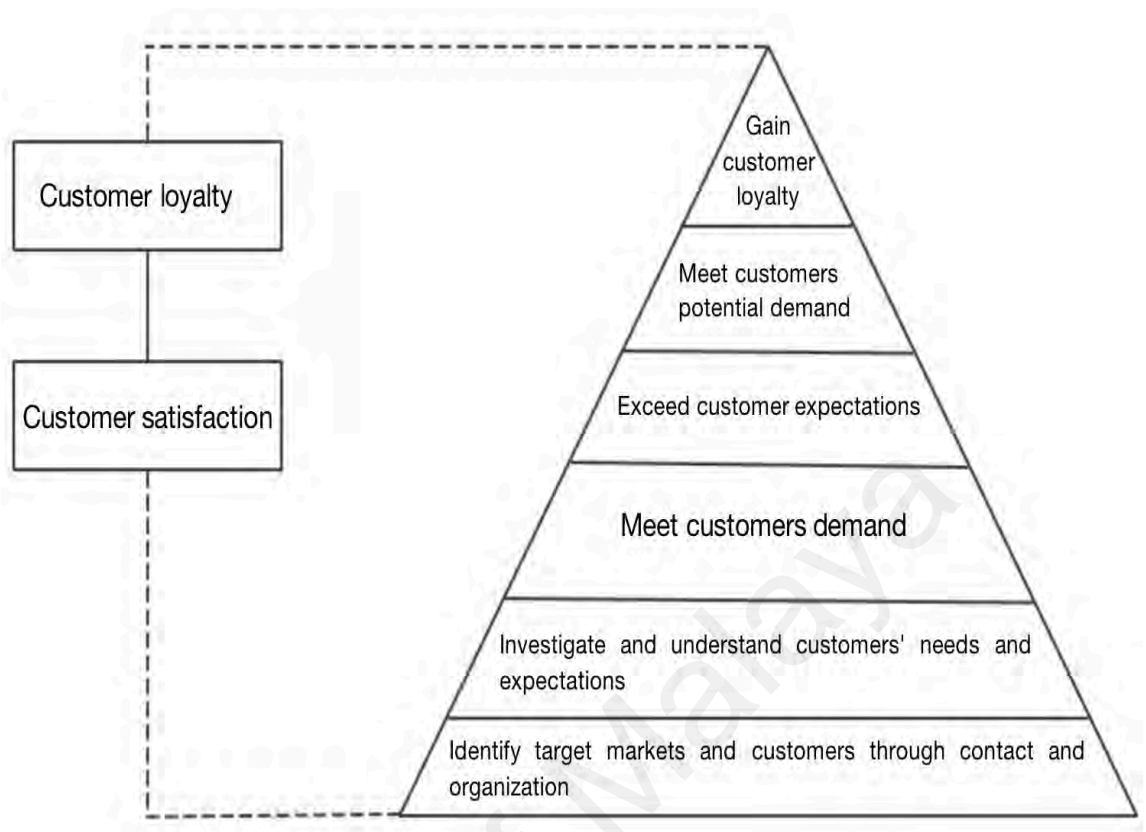 Customer loyalty
Customer satisfaction
Gain
customer
loyalty
Meet customers
potential demand
Exceed customer expectations
Meet customers demand
Investigate and understand customers' needs and
expectations
Identify target markets and customers through contact and
organization
Malaya